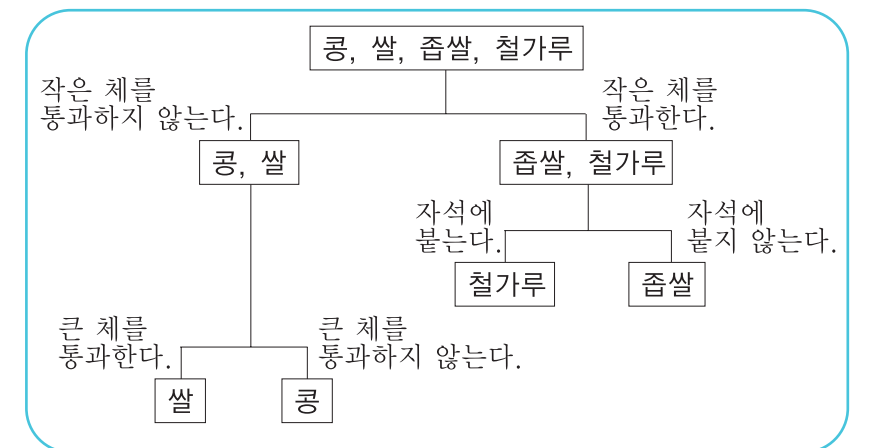 콩, 쌀, 좁쌀, 철가루
작은 체를
통과하지 않는다.
작은 체를
통과한다.
콩, 쌀
좁쌀, 철가루
자석에
붙는다.
자석에
붙지 않는다.
철가루
좁쌀
큰 체를
통과한다.
큰 체를
통과하지 않는다.
쌀
콩